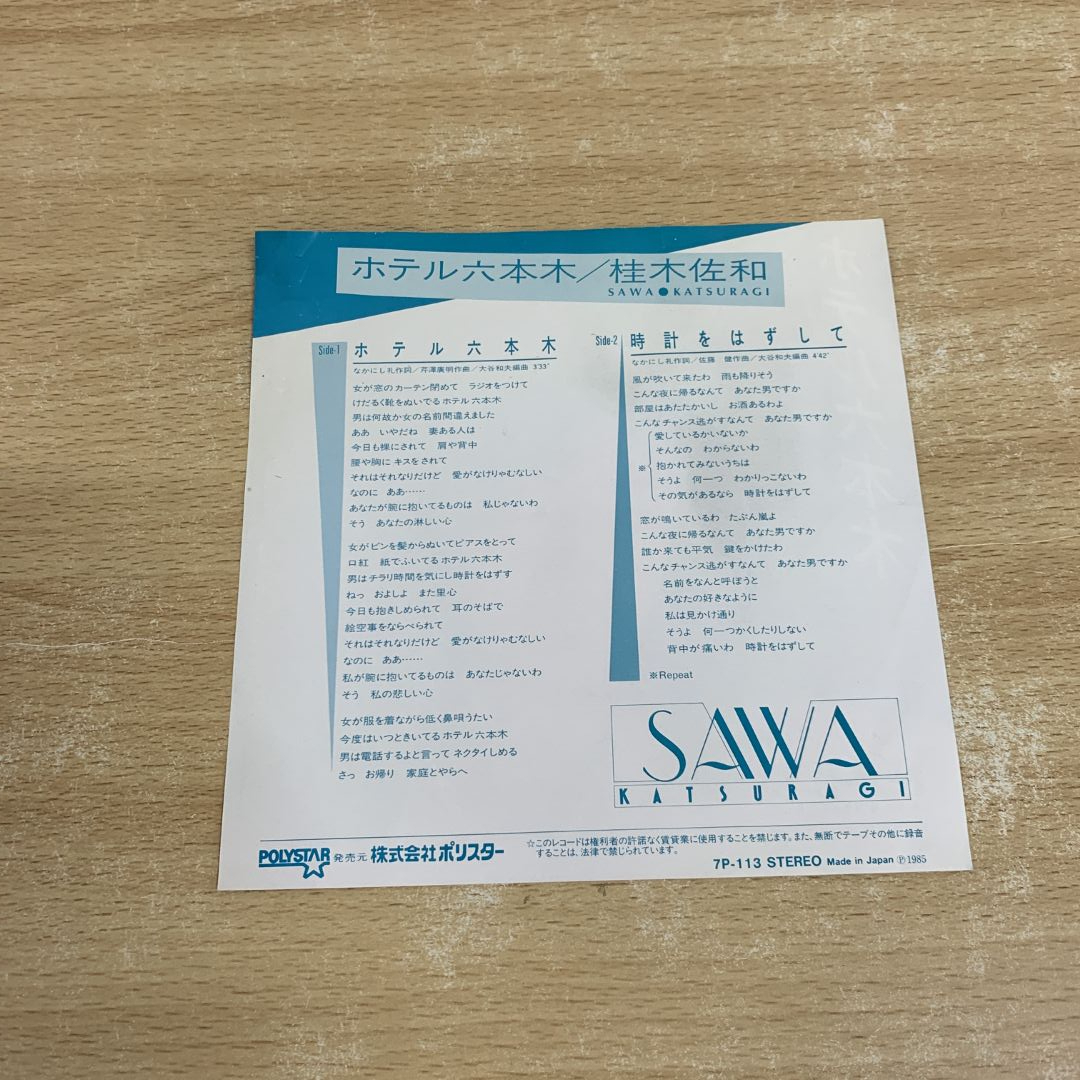 ホテル六本木／桂木佐和
SAWA●KATSURAGI
Side-1
ホテル六本木
なかにし礼作詞／芹澤廣明作曲／大谷和夫編曲 3'33"
女が窓のカーテン閉めて ラジオをつけて
けだるく靴をぬいでるホテル六本木
男は何故か女の名前間違えました
ああ いやだね 妻ある人は
今日も裸にされて 肩や背中
腰や胸に キスをされて
それはそれなりだけど 愛がなけりゃむなしい
なのに ああ……
あなたが腕に抱いてるものは 私じゃないわ
そう あなたの淋しい心
女がピンを髪からぬいてピアスをとって
口紅 紙でふいてるホテル六本木
男はチラリ時間を気にし時計をはずす
ねっ およしよ また里心
今日も抱きしめられて 耳のそばで
絵空事をならべられて
それはそれなりだけど 愛がなけりゃむなしい
なのに ああ……
私が腕に抱いてるものは あなたじゃないわ
そう 私の悲しい心
女が服を着ながら低く鼻唄うたい
今度はいつときいてるホテル六本木
男は電話するよと言って ネクタイしめる
さっ お帰り 家庭とやらへ
Side-2
時計をはずして
なかにし礼作詞／佐藤 健作曲／大谷和夫編曲 4'42"
風が吹いて来たわ 雨も降りそう
こんな夜に帰るなんて あなた男ですか
部屋はあたたかいし お酒あるわよ
こんなチャンス逃がすなんて あなた男ですか
愛しているかいないか
そんなの わからないわ
※ 抱かれてみないうちは
そうよ 何一つ わかりっこないわ
その気があるなら 時計をはずして
窓が鳴いているわ たぶん嵐よ
こんな夜に帰るなんて あなた男ですか
誰か来ても平気 鍵をかけたわ
こんなチャンス逃がすなんて あなた男ですか
名前をなんと呼ぼうと
あなたの好きなように
私は見かけ通り
そうよ 何一つかくしたりしない
背中が痛いわ 時計をはずして
※Repeat
SAWA
KATSURAGI
POLYSTAR 発売元 株式会社ポリスター
☆このレコードは権利者の許諾なく賃貸業に使用することを禁じます。また、無断でテープその他に録音
することは、法律で禁じられています。
7P-113 STEREO Made in Japan Ⓟ1985